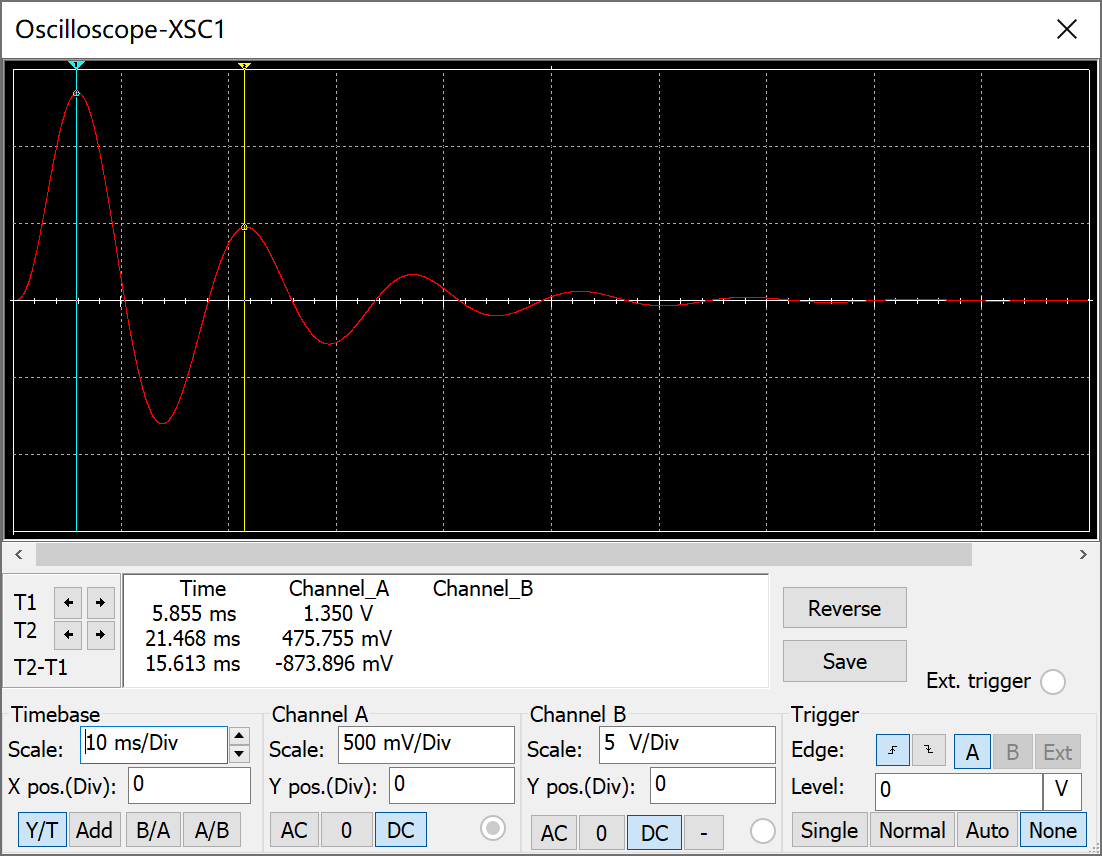 Oscilloscope-XSC1
Time Channel_A Channel_B
T1 5.855 ms 1.350 V
T2 21.468 ms 475.755 mV
T2-T1 15.613 ms -873.896 mV
Reverse
Save
Ext. trigger
Timebase
Scale: 10 ms/Div
X pos.(Div): 0
Y/T Add B/A A/B
Channel A
Scale: 500 mV/Div
Y pos.(Div): 0
AC 0 DC
Channel B
Scale: 5 V/Div
Y pos.(Div): 0
AC 0 DC -
Trigger
Edge: A B Ext
Level: 0 V
Single Normal Auto None